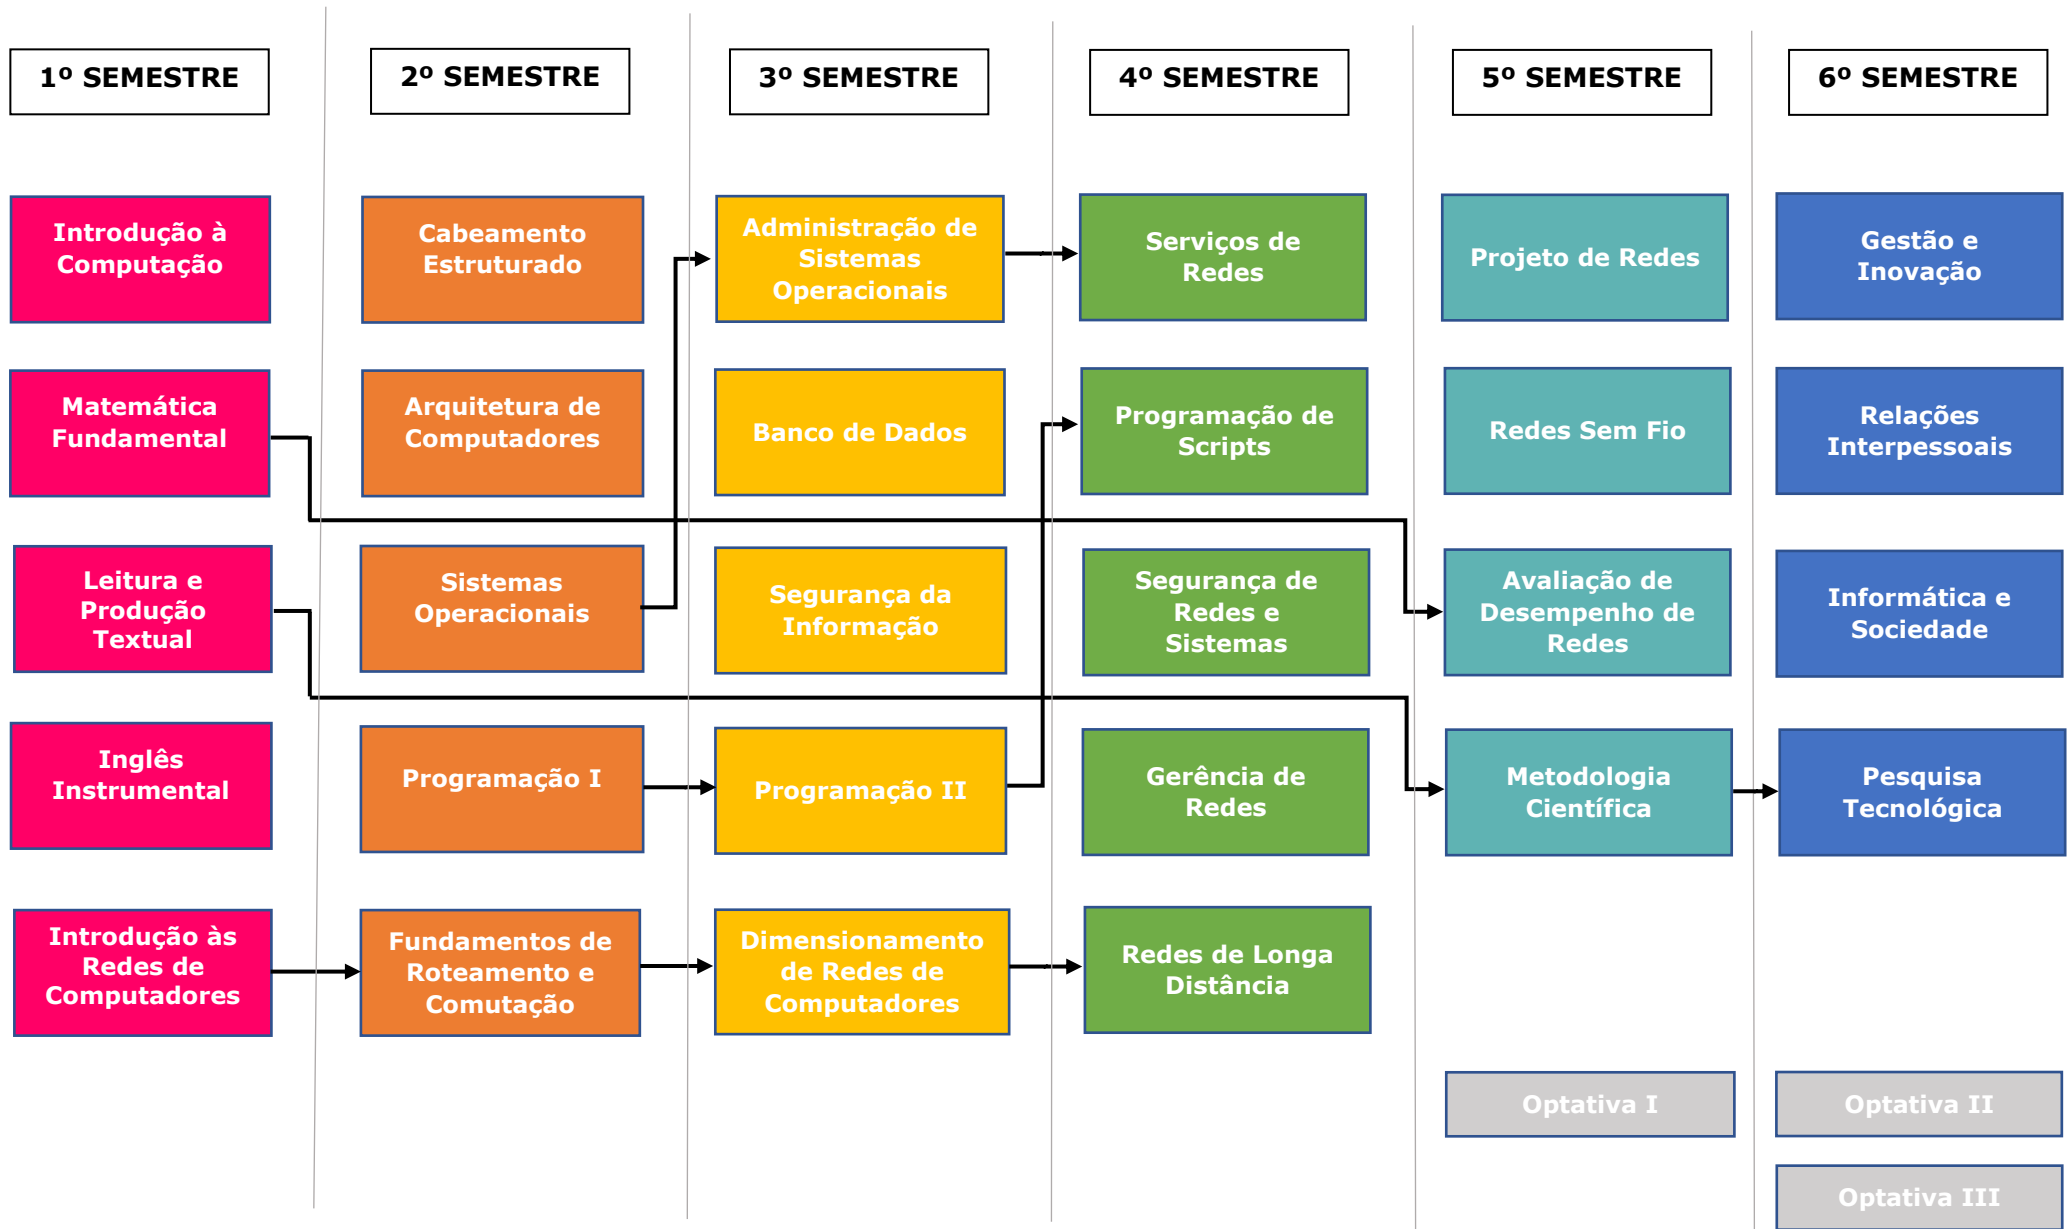 1º SEMESTRE
2º SEMESTRE
3º SEMESTRE
4º SEMESTRE
5º SEMESTRE
6º SEMESTRE
Introdução à
Computação
Cabeamento
Estruturado
Administração de
Sistemas
Operacionais
Serviços de
Redes
Projeto de Redes
Gestão e
Inovação
Matemática
Fundamental
Arquitetura de
Computadores
Banco de Dados
Programação de
Scripts
Redes Sem Fio
Relações
Interpessoais
Leitura e
Produção
Textual
Sistemas
Operacionais
Segurança da
Informação
Segurança de
Redes e
Sistemas
Avaliação de
Desempenho de
Redes
Informática e
Sociedade
Inglês
Instrumental
Programação I
Programação II
Gerência de
Redes
Metodologia
Científica
Pesquisa
Tecnológica
Introdução às
Redes de
Computadores
Fundamentos de
Roteamento e
Comutação
Dimensionamento
de Redes de
Computadores
Redes de Longa
Distância
Optativa I
Optativa II
Optativa III